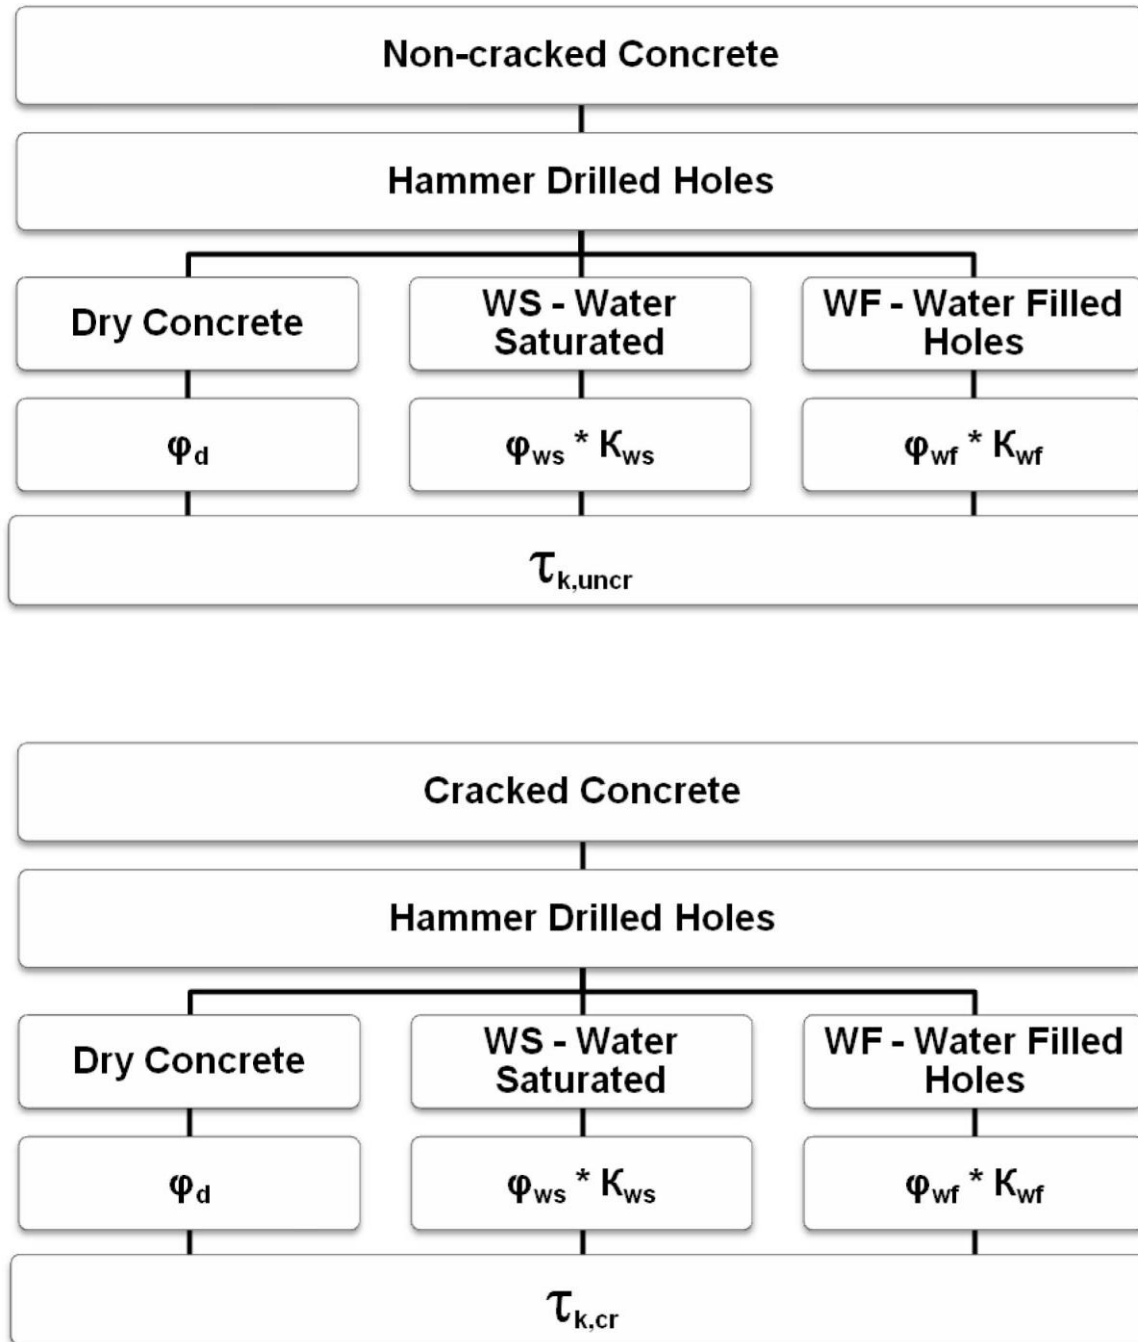 Non-cracked Concrete
Hammer Drilled Holes
Dry Concrete
WS - Water
Saturated
WF - Water Filled
Holes
φd
φws * Kws
φwf * Kwf
τk,uncr
Cracked Concrete
Hammer Drilled Holes
Dry Concrete
WS - Water
Saturated
WF - Water Filled
Holes
φd
φws * Kws
φwf * Kwf
τk,cr